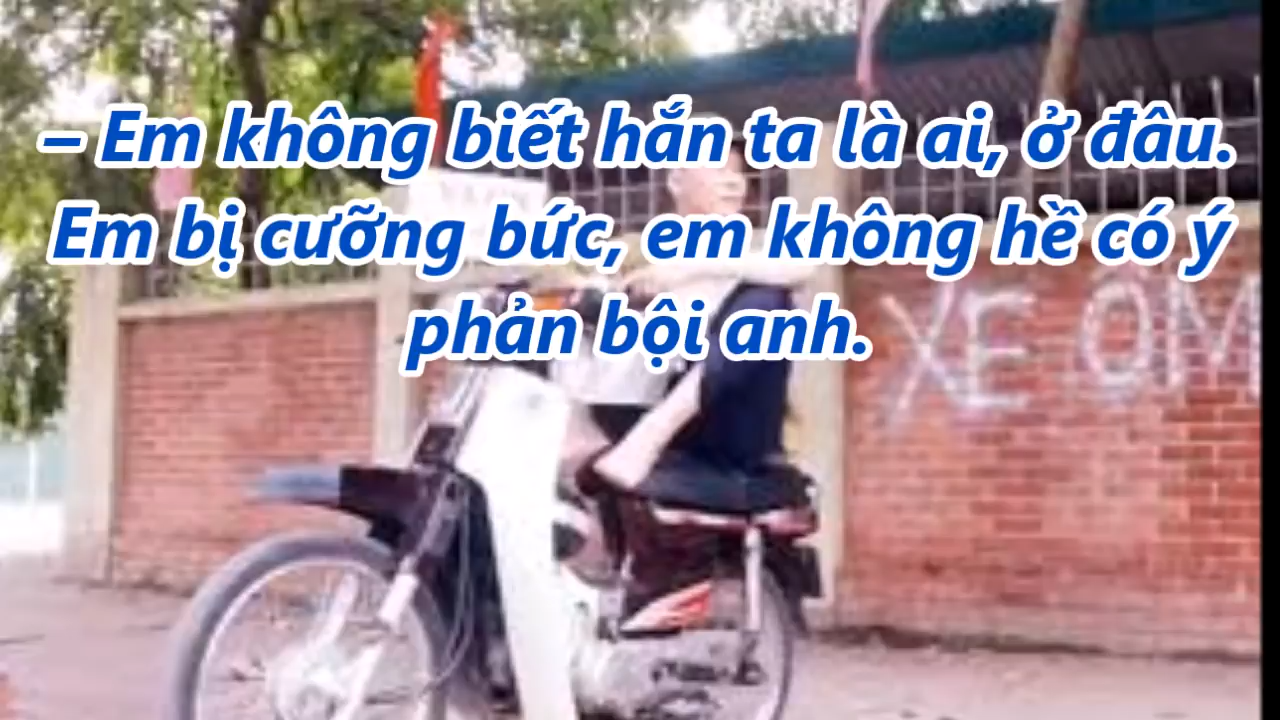 – Em không biết hắn ta là ai, ở đâu.
Em bị cưỡng bức, em không hề có ý
phản bội anh.
XE ÔM